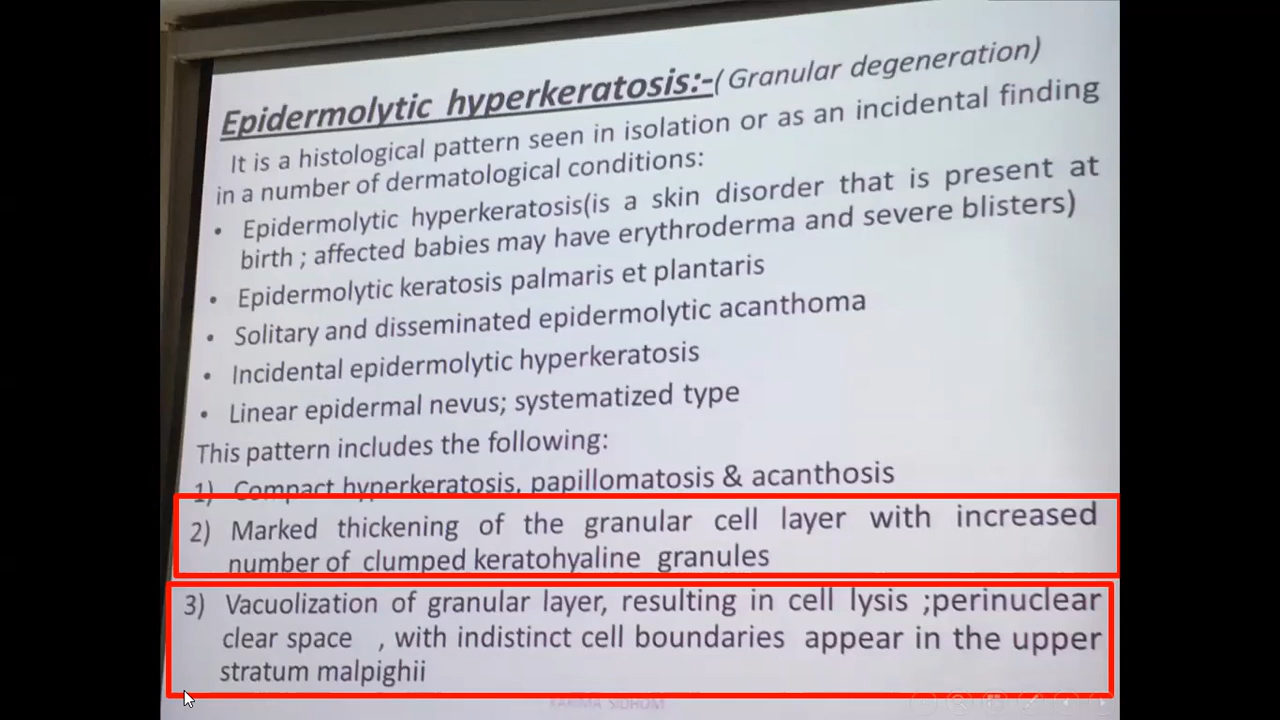 Epidermolytic hyperkeratosis:-( Granular degeneration)
It is a histological pattern seen in isolation or as an incidental finding
in a number of dermatological conditions:
• Epidermolytic hyperkeratosis(is a skin disorder that is present at
birth ; affected babies may have erythroderma and severe blisters)
• Epidermolytic keratosis palmaris et plantaris
• Solitary and disseminated epidermolytic acanthoma
• Incidental epidermolytic hyperkeratosis
• Linear epidermal nevus; systematized type
This pattern includes the following:
1) Compact hyperkeratosis, papillomatosis & acanthosis
2) Marked thickening of the granular cell layer with increased
number of clumped keratohyaline granules
3) Vacuolization of granular layer, resulting in cell lysis ;perinuclear
clear space , with indistinct cell boundaries appear in the upper
stratum malpighii
KARIMA SIDHOM